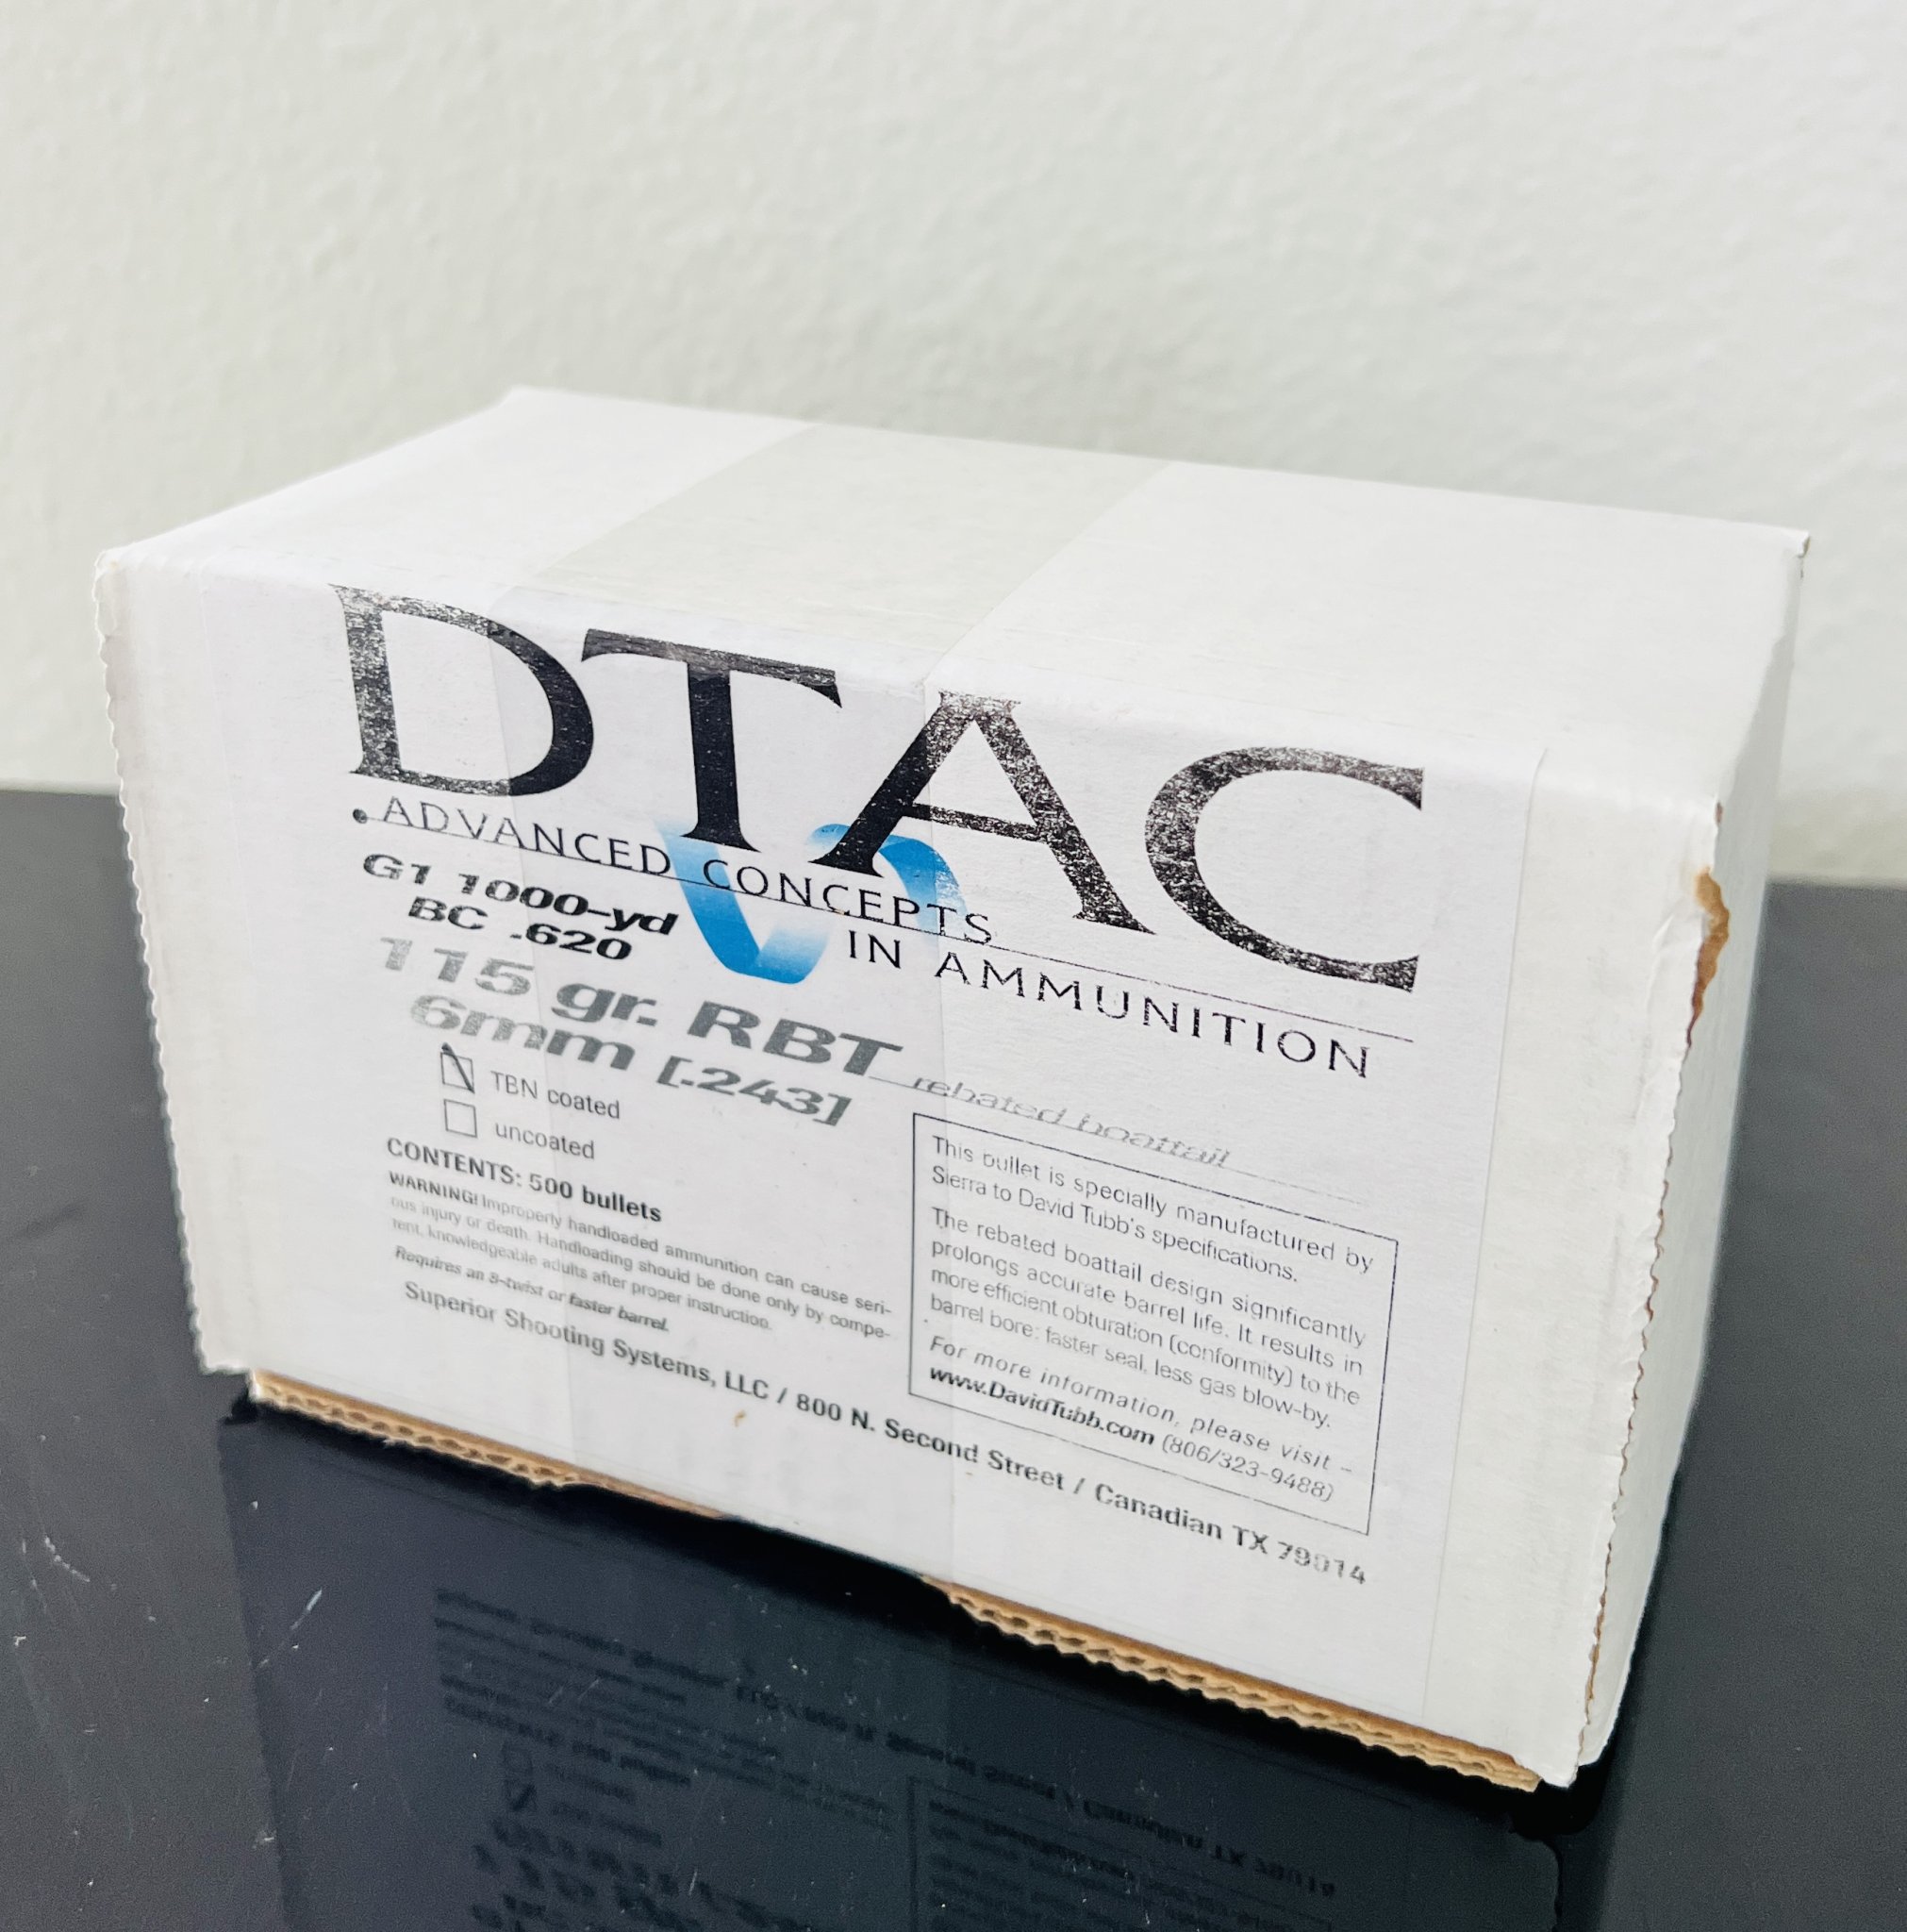 DTAC
ADVANCED CONCEPTS
IN AMMUNITION
G1 1000-yd
BC .620
115 gr. RBT
rebated boattail
6mm [.243]
TBN coated
uncoated
CONTENTS: 500 bullets
WARNING! Improperly handloaded ammunition can cause seri-
ous injury or death. Handloading should be done only by compe-
tent, knowledgeable adults after proper instruction.
Requires an 8-twist or faster barrel.
This bullet is specially manufactured by
Sierra to David Tubb's specifications.
The rebated boattail design significantly
prolongs accurate barrel life. It results in
more efficient obturation (conformity) to the
barrel bore: faster seal, less gas blow-by.
For more information, please visit –
www.DavidTubb.com (806/323-9488)
Superior Shooting Systems, LLC / 800 N. Second Street / Canadian TX 79014